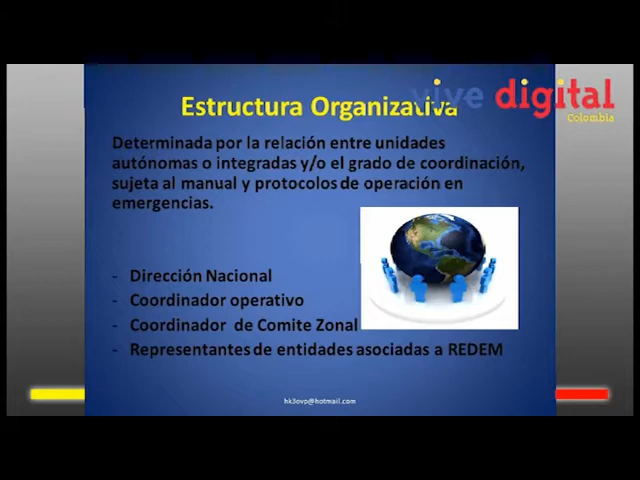 vive digital
Colombia
Estructura Organizativa
Determinada por la relación entre unidades
autónomas o integradas y/o el grado de coordinación,
sujeta al manual y protocolos de operación en
emergencias.
- Dirección Nacional
- Coordinador operativo
- Coordinador de Comite Zonal
- Representantes de entidades asociadas a REDEM
hk3ovp@hotmail.com